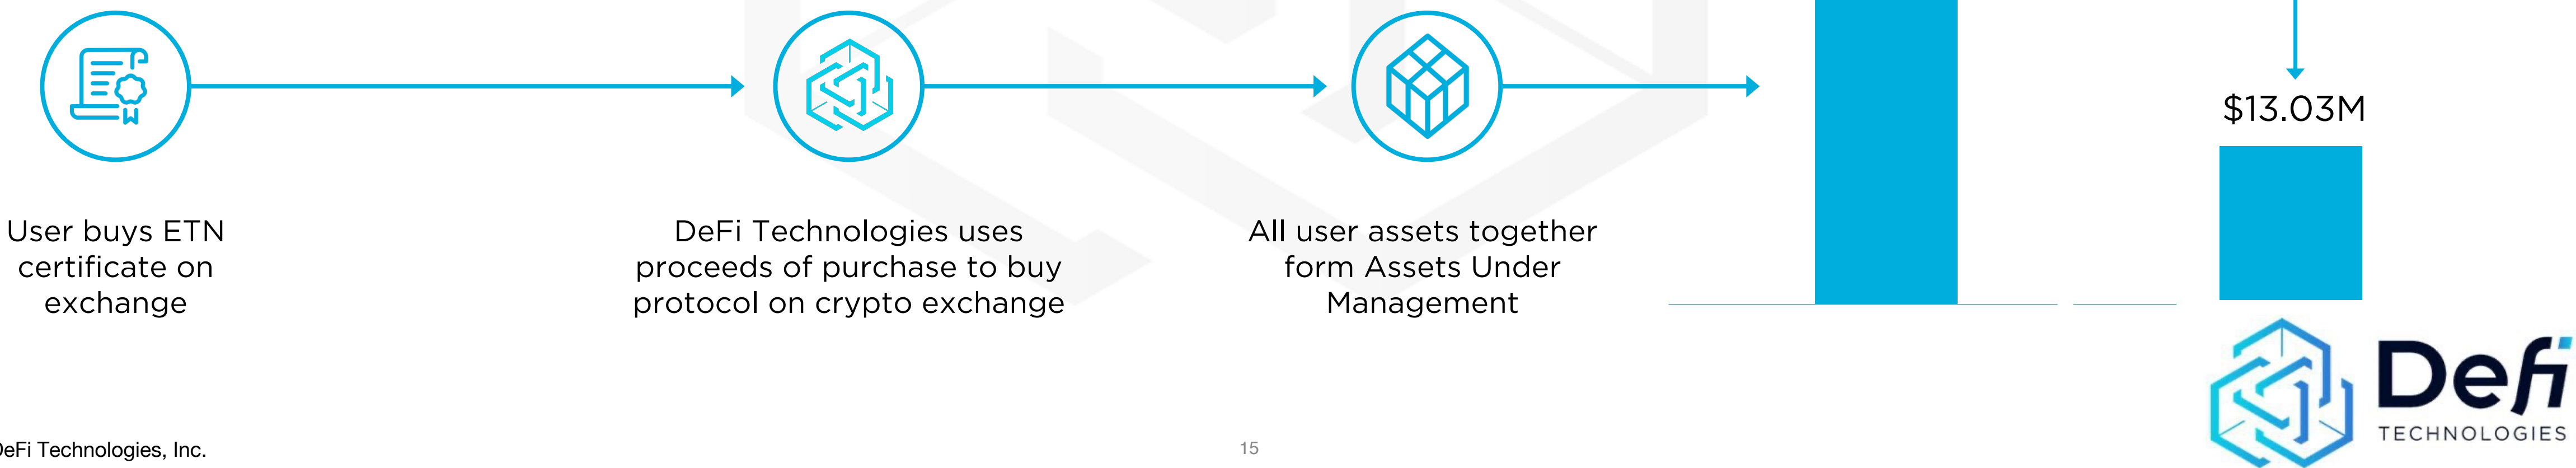 $13.03M
User buys ETN
certificate on
exchange
DeFi Technologies uses
proceeds of purchase to buy
protocol on crypto exchange
All user assets together
form Assets Under
Management
Defi
TECHNOLOGIES
DeFi Technologies, Inc.
15